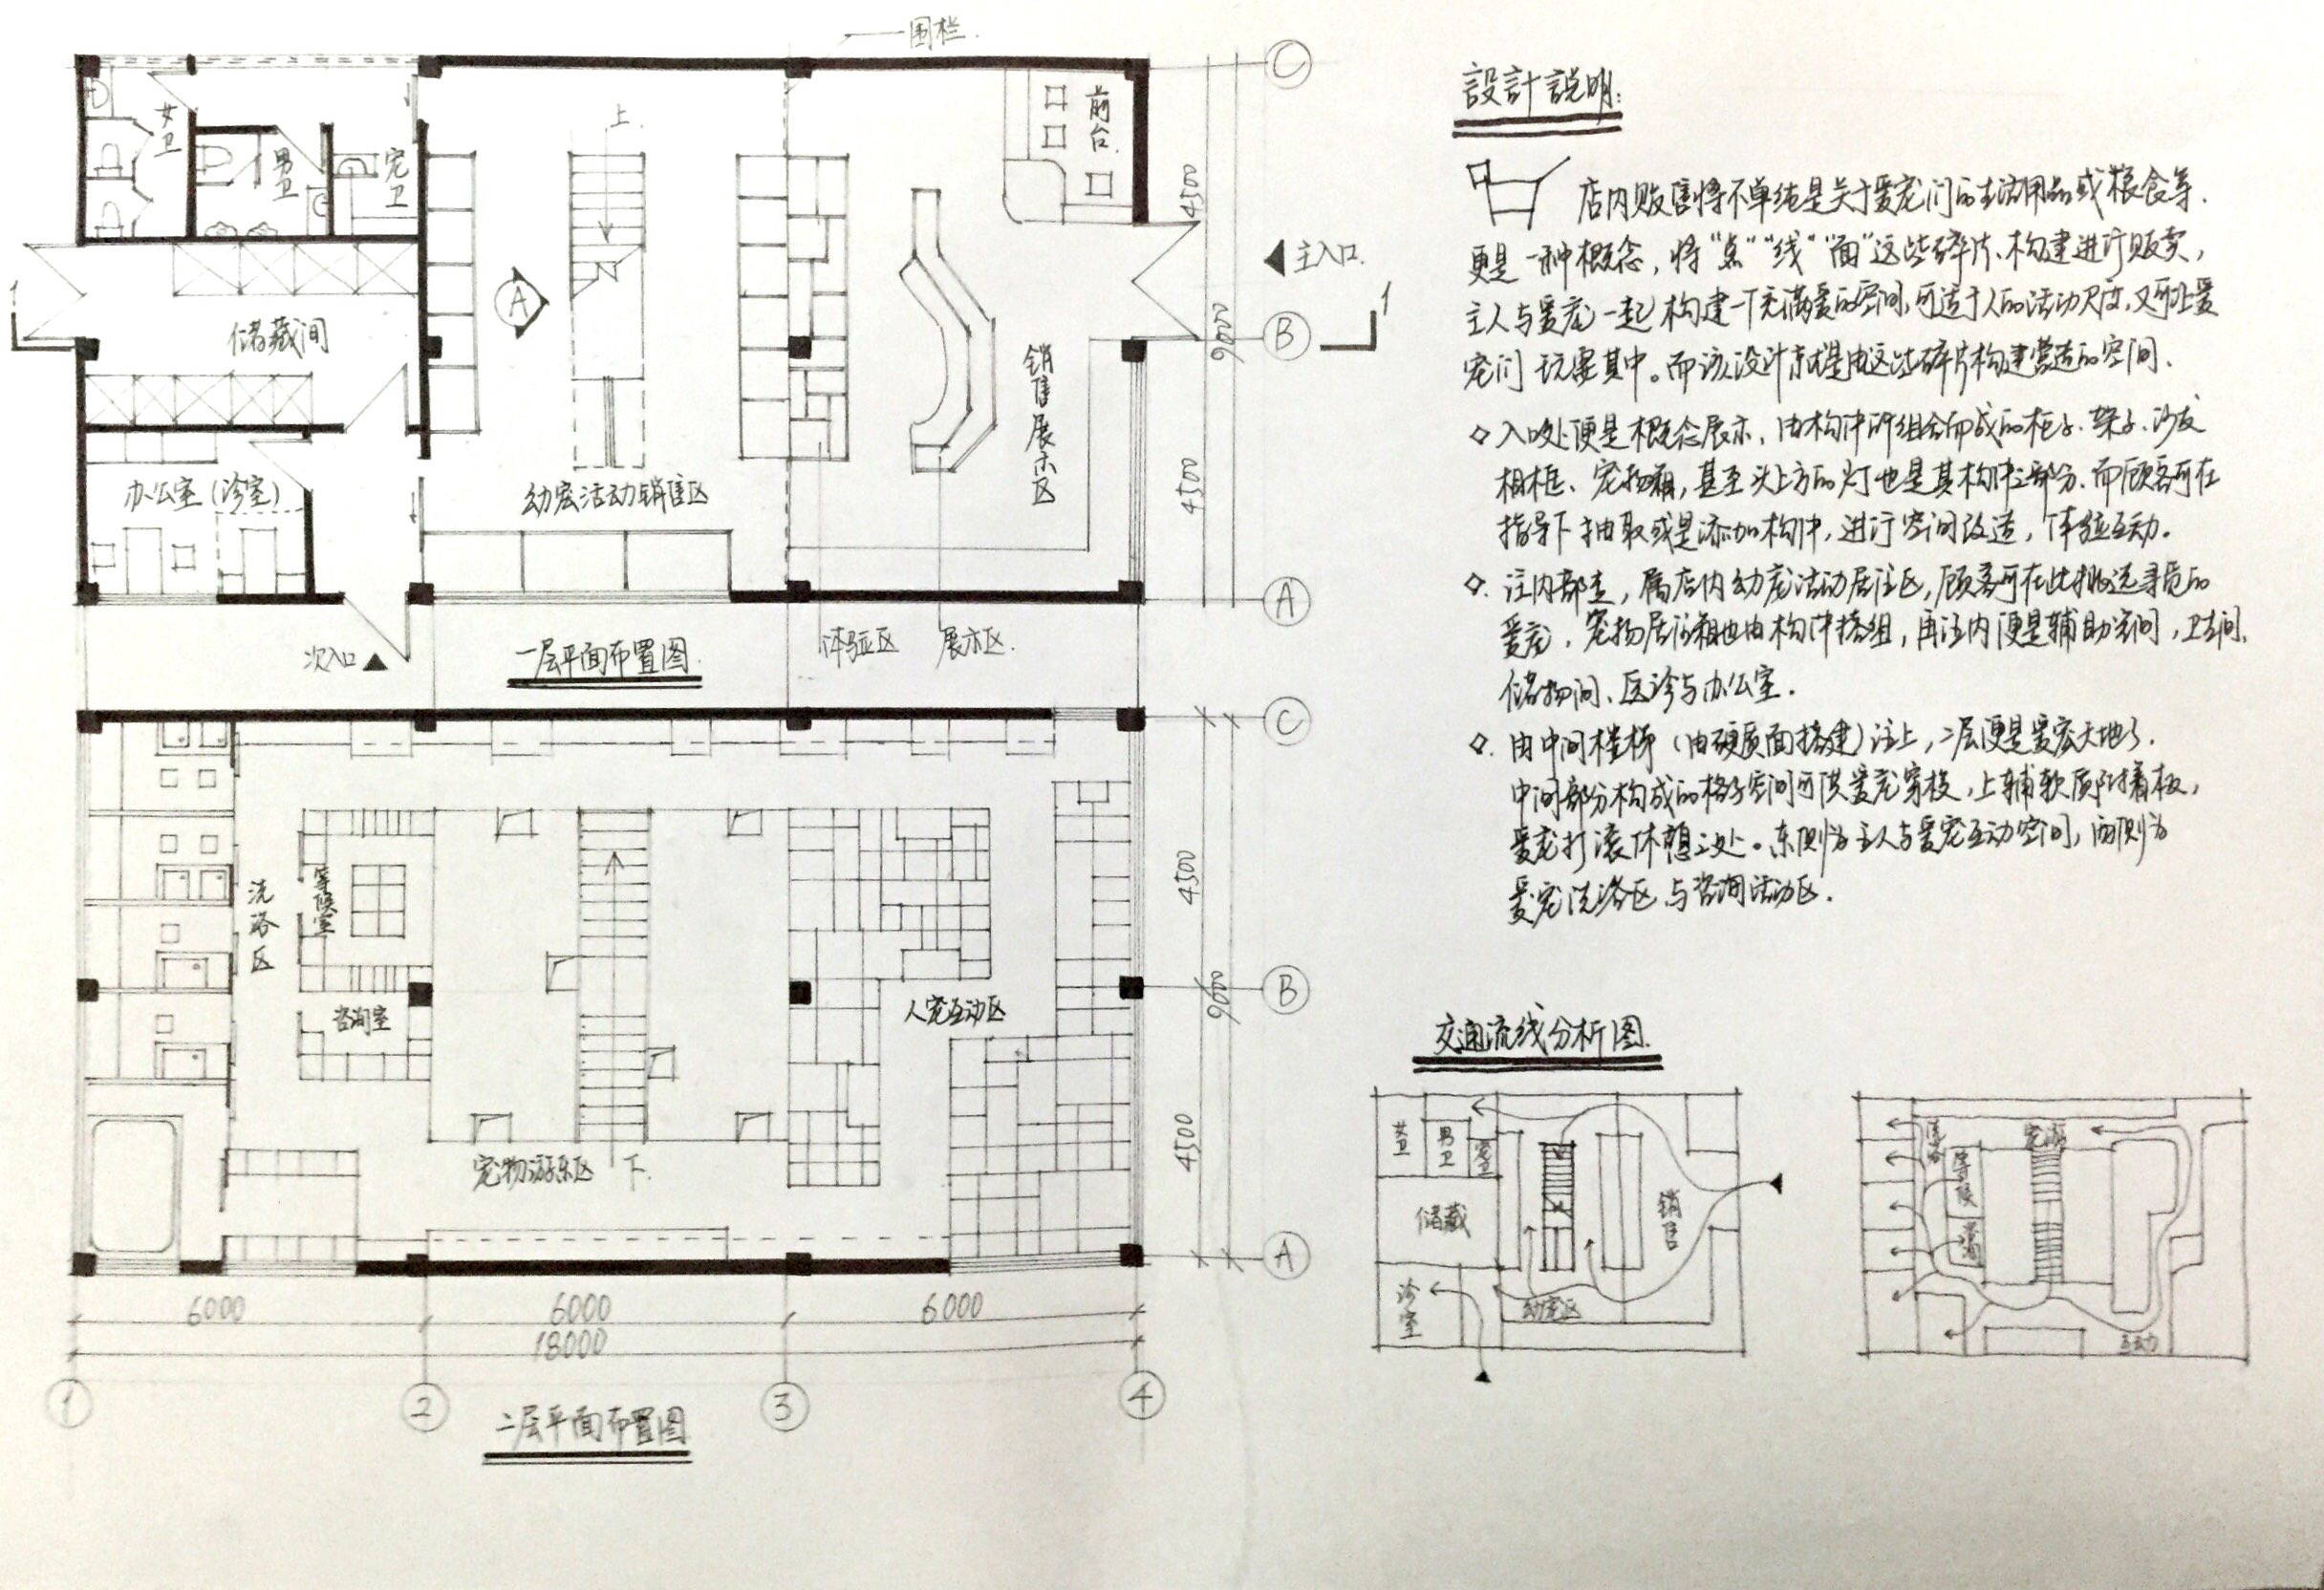 围栏
C
女卫
男卫
宠卫
上
前台
4500
主入口
A
1
1
储藏间
B
9000
销售展示区
办公室(诊室)
幼宠活动销售区
4500
A
次入口
一层平面布置图
体验区
展示区
C
洗浴区
等候室
4500
咨询室
人宠互动区
B
9000
4500
宠物游乐区
下
A
6000
6000
6000
18000
1
2
3
4
二层平面布置图
設計説明:
店内贩售将不单纯是关于爱宠们的生活用品或粮食等.
更是一种概念,将“点”“线”“面”这些碎片、构建进行贩卖,
主人与爱宠一起构建一个充满爱的空间,可适于人的活动尺度,又可让爱
宠们玩耍其中。而该设计就是由这些碎片构建营造的空间.
◇入口处便是概念展示,由构件所组合而成的柜子、架子、沙发
相框、宠物箱,甚至头上方的灯也是其构件之部分.而顾客可在
指导下抽取或是添加构件,进行空间改造,体验互动。
◇.往内部走,属店内幼宠活动居住区,顾客可在此挑选寻觅的
爱宠,宠物居住箱也由构件搭组,再往内便是辅助空间,卫生间.
储物间、医诊与办公室.
◇.由中间楼梯(由硬质面搭建)往上,二层便是爱宠天地了.
中间部分构成的格子空间可供爱宠穿梭,上铺软质附着板,
爱宠打滚休憩之处。东侧为主人与爱宠互动空间,西侧为
爱宠洗浴区与咨询活动区.
交通流线分析图
女卫
男卫
宠卫
储藏
销售
诊室
幼宠区
洗浴
宠游
等候
咨询
互动